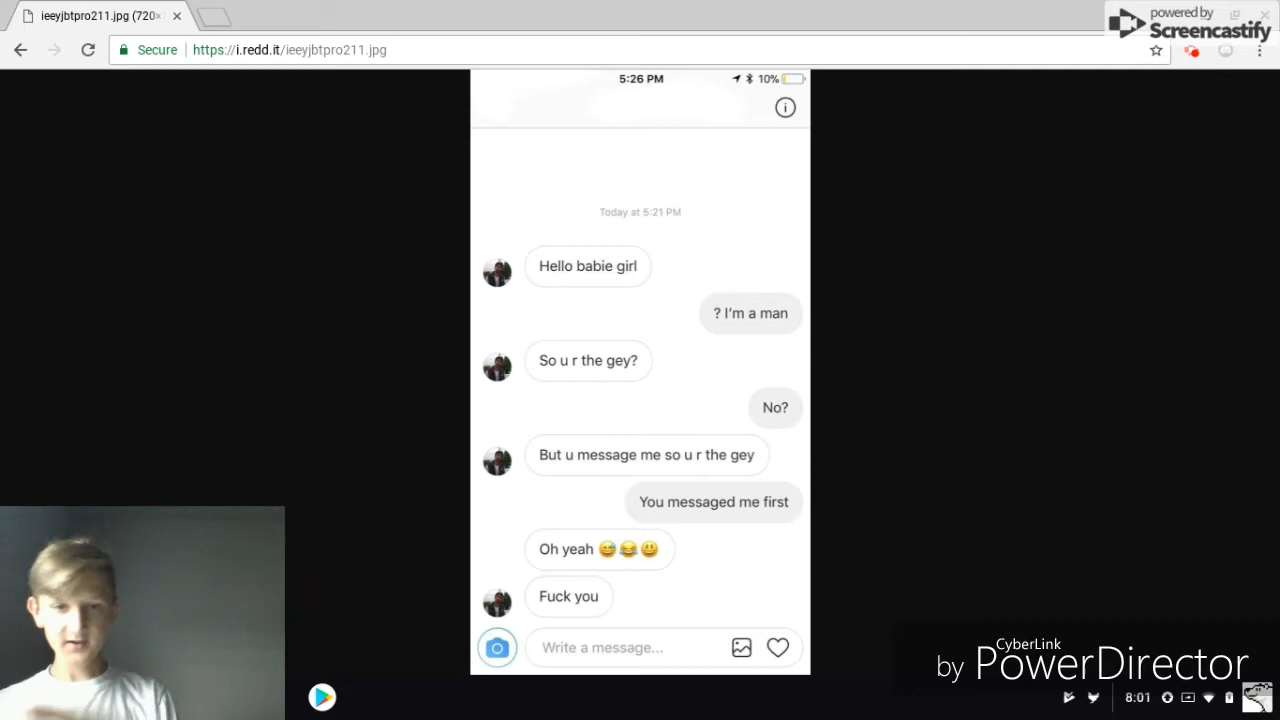 ieeyjbtpro211.jpg (720×
powered by
Screencastify
Secure
https://i.redd.it/ieeyjbtpro211.jpg
5:26 PM
10%
Today at 5:21 PM
Hello babie girl
? I'm a man
So u r the gey?
No?
But u message me so u r the gey
You messaged me first
Oh yeah 😅😂😃
Fuck you
Write a message...
CyberLink
by PowerDirector
8:01